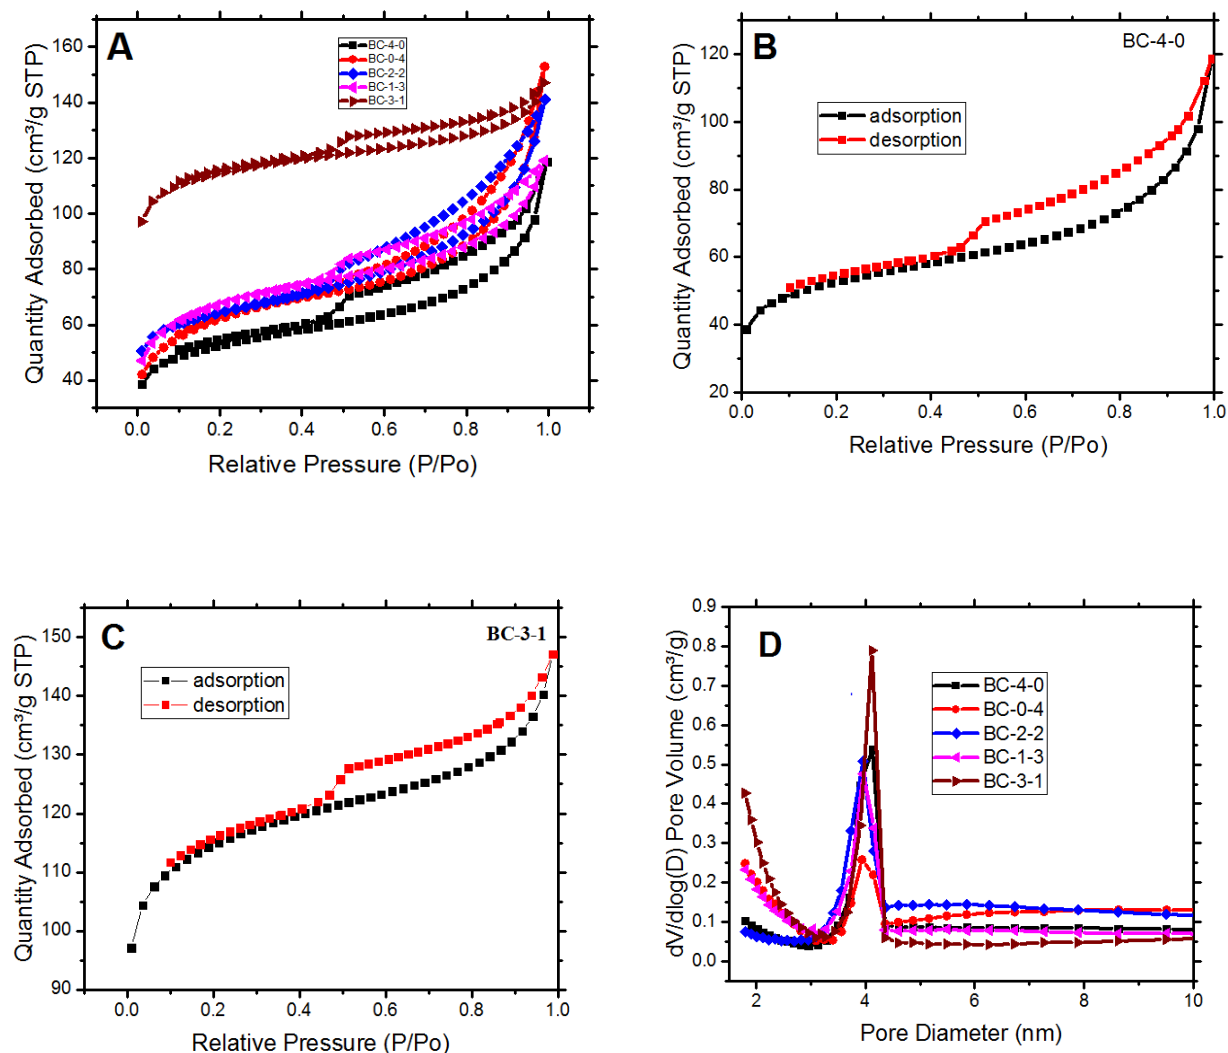 A
BC-4-0
BC-0-4
BC-2-2
BC-1-3
BC-3-1
160
140
120
100
80
60
40
0.0 0.2 0.4 0.6 0.8 1.0
Quantity Adsorbed (cm³/g STP)
Relative Pressure (P/Po)
B
BC-4-0
adsorption
desorption
120
100
80
60
40
20
0.0 0.2 0.4 0.6 0.8 1.0
Quantity Adsorbed (cm³/g STP)
Relative Pressure (P/Po)
C
BC-3-1
adsorption
desorption
150
140
130
120
110
100
90
0.0 0.2 0.4 0.6 0.8 1.0
Quantity Adsorbed (cm³/g STP)
Relative Pressure (P/Po)
D
BC-4-0
BC-0-4
BC-2-2
BC-1-3
BC-3-1
0.9
0.8
0.7
0.6
0.5
0.4
0.3
0.2
0.1
0.0
2 4 6 8 10
dV/dlog(D) Pore Volume (cm³/g)
Pore Diameter (nm)